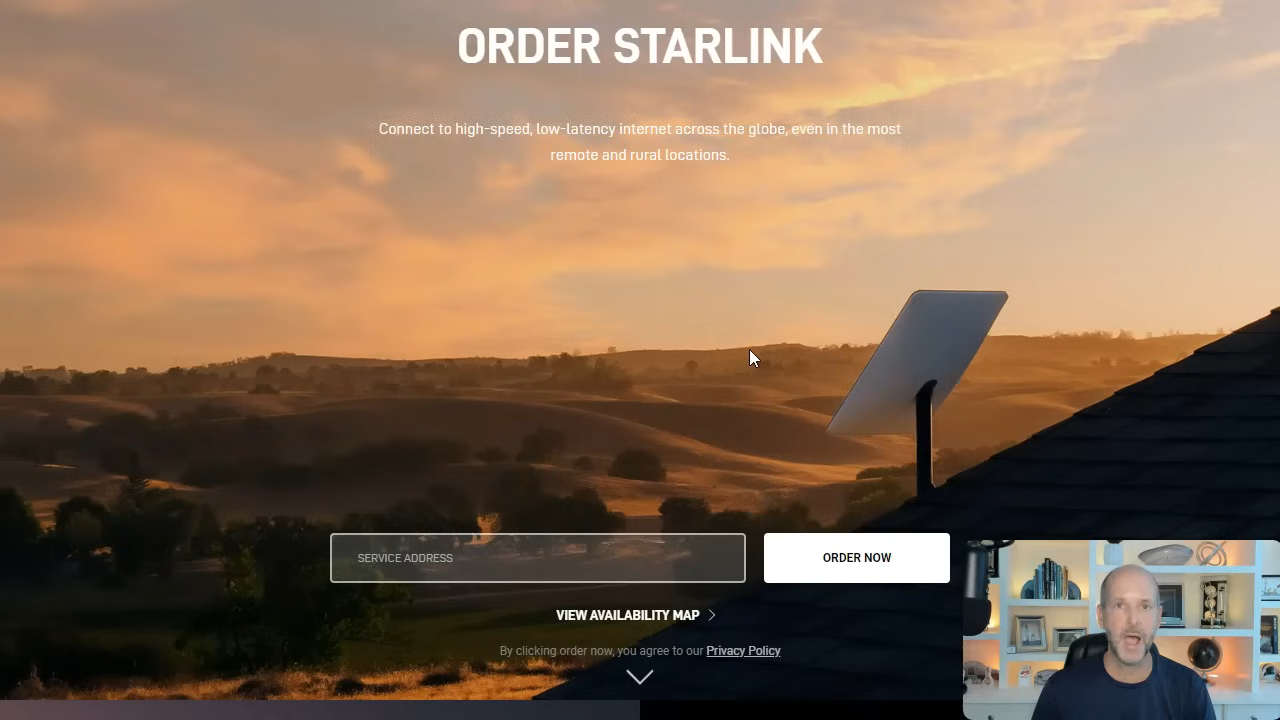 ORDER STARLINK
Connect to high-speed, low-latency internet across the globe, even in the most
remote and rural locations.
SERVICE ADDRESS
ORDER NOW
VIEW AVAILABILITY MAP
By clicking order now, you agree to our Privacy Policy